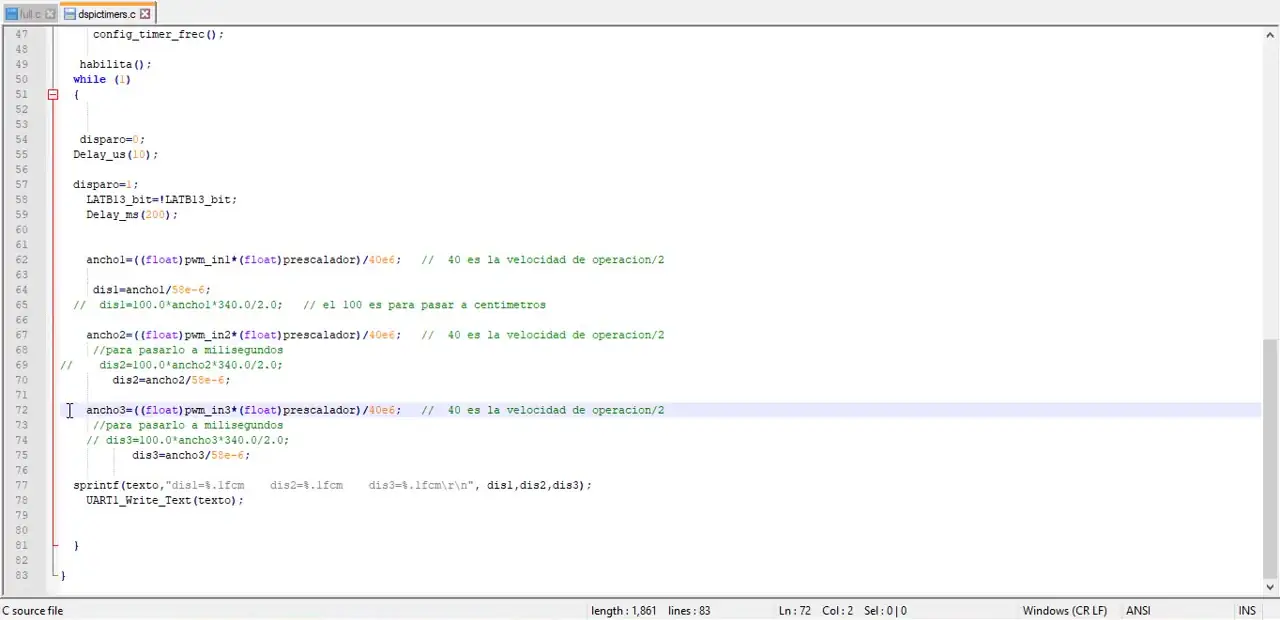 full.c dspictimers.c
47 config_timer_frec();
48
49 habilita();
50 while (1)
51 {
52
53
54 disparo=0;
55 Delay_us(10);
56
57 disparo=1;
58 LATB13_bit=!LATB13_bit;
59 Delay_ms(200);
60
61
62 ancho1=((float)pwm_in1*(float)prescalador)/40e6; // 40 es la velocidad de operacion/2
63
64 dis1=ancho1/58e-6;
65 // dis1=100.0*ancho1*340.0/2.0; // el 100 es para pasar a centimetros
66
67 ancho2=((float)pwm_in2*(float)prescalador)/40e6; // 40 es la velocidad de operacion/2
68 //para pasarlo a milisegundos
69 // dis2=100.0*ancho2*340.0/2.0;
70 dis2=ancho2/58e-6;
71
72 ancho3=((float)pwm_in3*(float)prescalador)/40e6; // 40 es la velocidad de operacion/2
73 //para pasarlo a milisegundos
74 // dis3=100.0*ancho3*340.0/2.0;
75 dis3=ancho3/58e-6;
76
77 sprintf(texto,"dis1=%.1fcm dis2=%.1fcm dis3=%.1fcm\r\n", dis1,dis2,dis3);
78 UART1_Write_Text(texto);
79
80
81 }
82
83 }
C source file length : 1,861 lines : 83 Ln : 72 Col : 2 Sel : 0 | 0 Windows (CR LF) ANSI INS